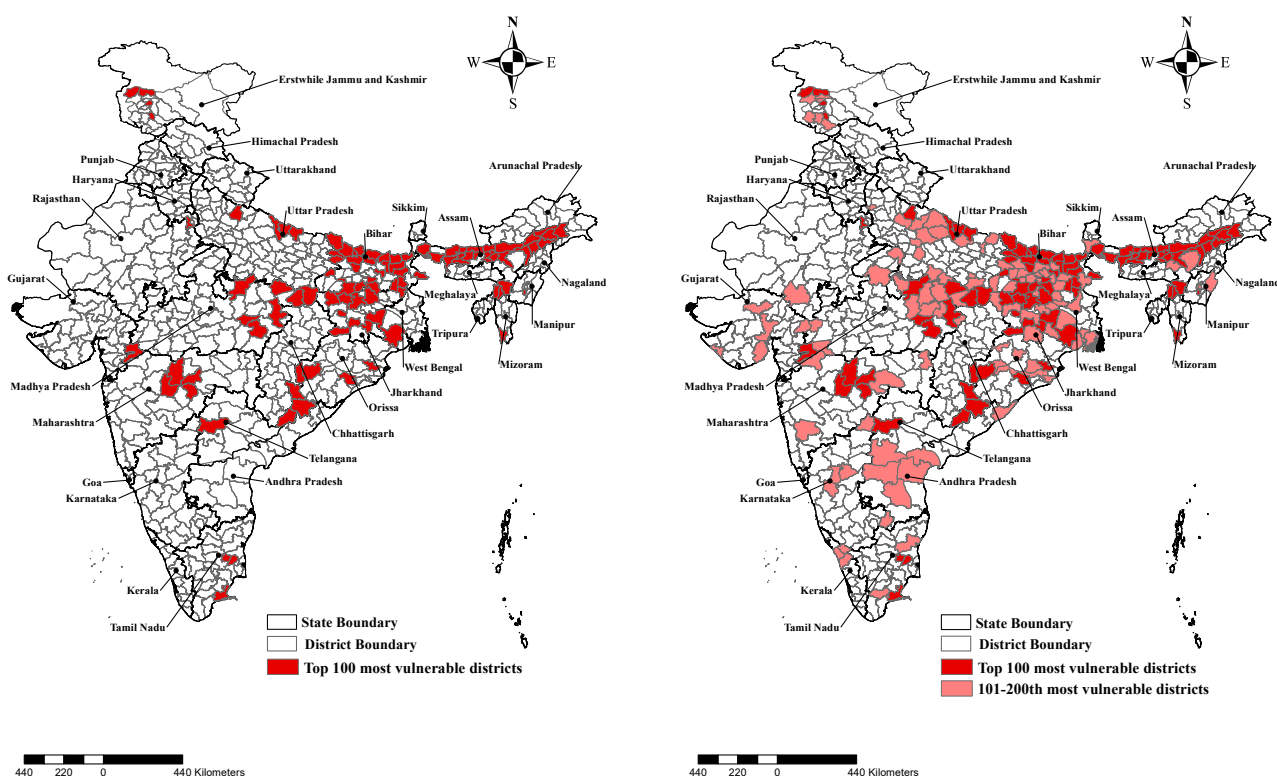 N
W E
S
Erstwhile Jammu and Kashmir
Himachal Pradesh
Punjab
Uttarakhand
Arunachal Pradesh
Haryana
Rajasthan
Uttar Pradesh
Sikkim
Assam
Bihar
Gujarat
Nagaland
Meghalaya
Manipur
Tripura
Mizoram
West Bengal
Madhya Pradesh
Jharkhand
Orissa
Maharashtra
Chhattisgarh
Telangana
Goa
Andhra Pradesh
Karnataka
Kerala
Tamil Nadu
State Boundary
District Boundary
Top 100 most vulnerable districts
440 220 0 440 Kilometers
N
W E
S
Erstwhile Jammu and Kashmir
Himachal Pradesh
Punjab
Uttarakhand
Arunachal Pradesh
Haryana
Rajasthan
Uttar Pradesh
Sikkim
Assam
Bihar
Gujarat
Nagaland
Meghalaya
Manipur
Tripura
Mizoram
West Bengal
Madhya Pradesh
Jharkhand
Orissa
Maharashtra
Chhattisgarh
Telangana
Goa
Andhra Pradesh
Karnataka
Kerala
Tamil Nadu
State Boundary
District Boundary
Top 100 most vulnerable districts
101-200th most vulnerable districts
440 220 0 440 Kilometers